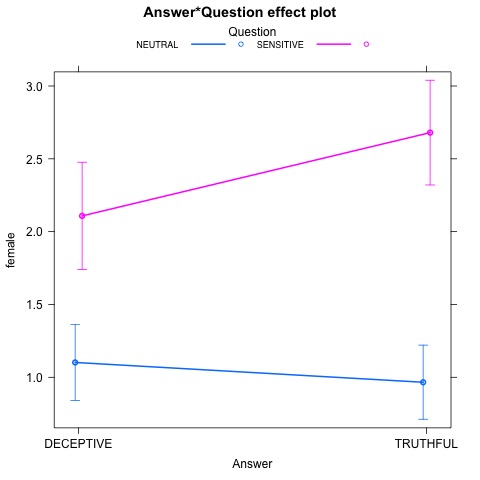 Answer*Question effect plot
Question
NEUTRAL SENSITIVE
3.0
2.5
2.0
1.5
1.0
female
DECEPTIVE TRUTHFUL
Answer